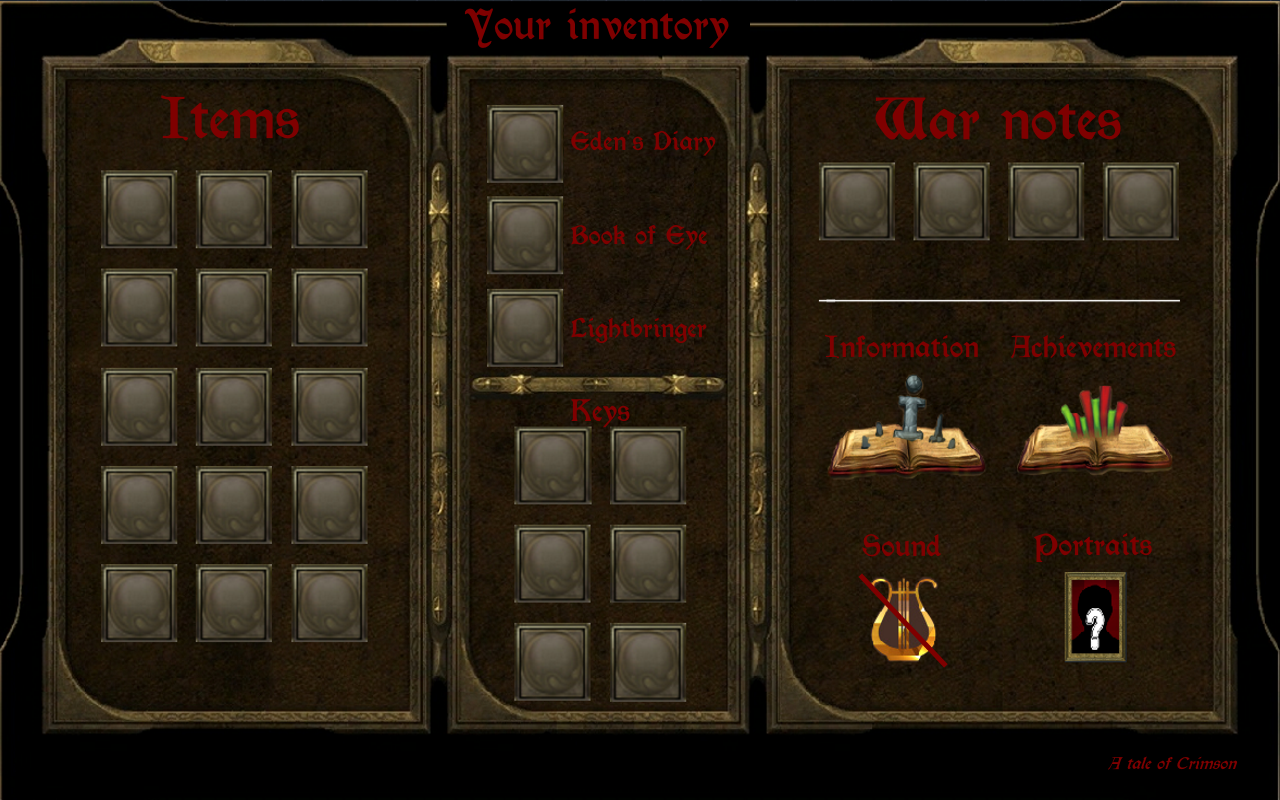 Your inventory
Items
Eden's Diary
Book of Eye
Lightbringer
Keys
War notes
Information
Achievements
Sound
Portraits
?
A tale of Crimson